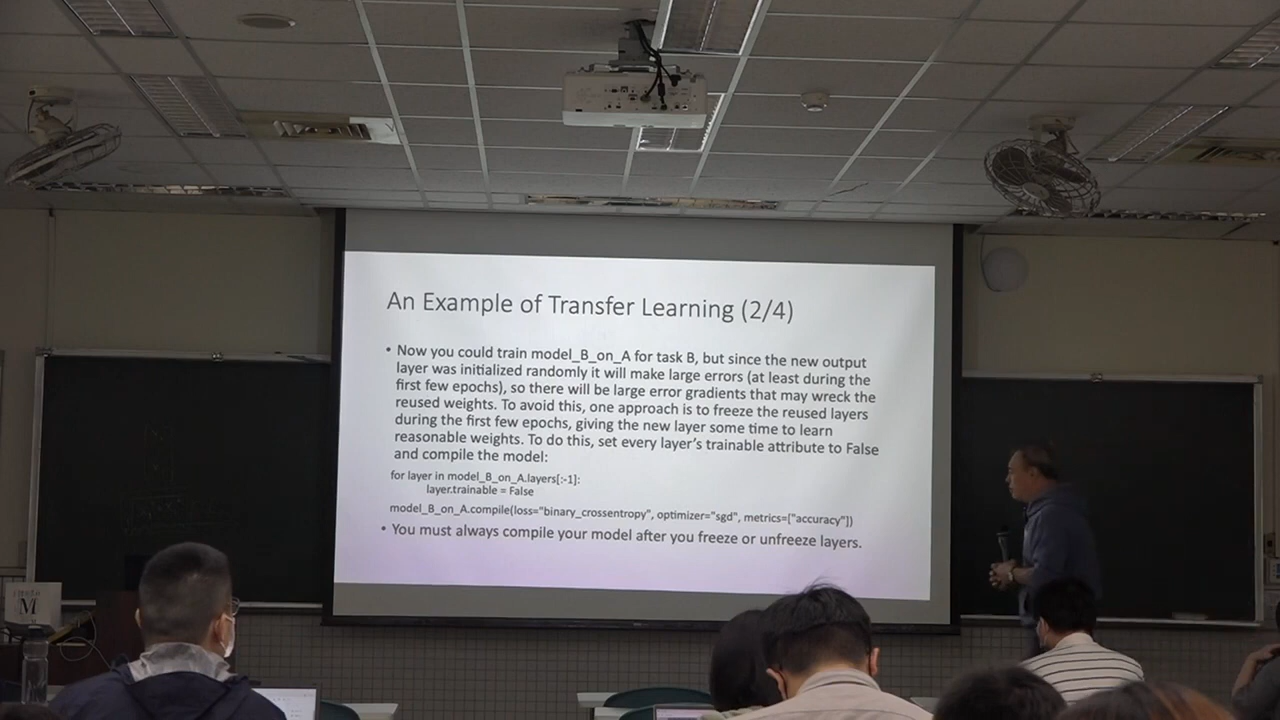 An Example of Transfer Learning (2/4)
• Now you could train model_B_on_A for task B, but since the new output
layer was initialized randomly it will make large errors (at least during the
first few epochs), so there will be large error gradients that may wreck the
reused weights. To avoid this, one approach is to freeze the reused layers
during the first few epochs, giving the new layer some time to learn
reasonable weights. To do this, set every layer's trainable attribute to False
and compile the model:
for layer in model_B_on_A.layers[:-1]:
layer.trainable = False
model_B_on_A.compile(loss="binary_crossentropy", optimizer="sgd", metrics=["accuracy"])
• You must always compile your model after you freeze or unfreeze layers.
M